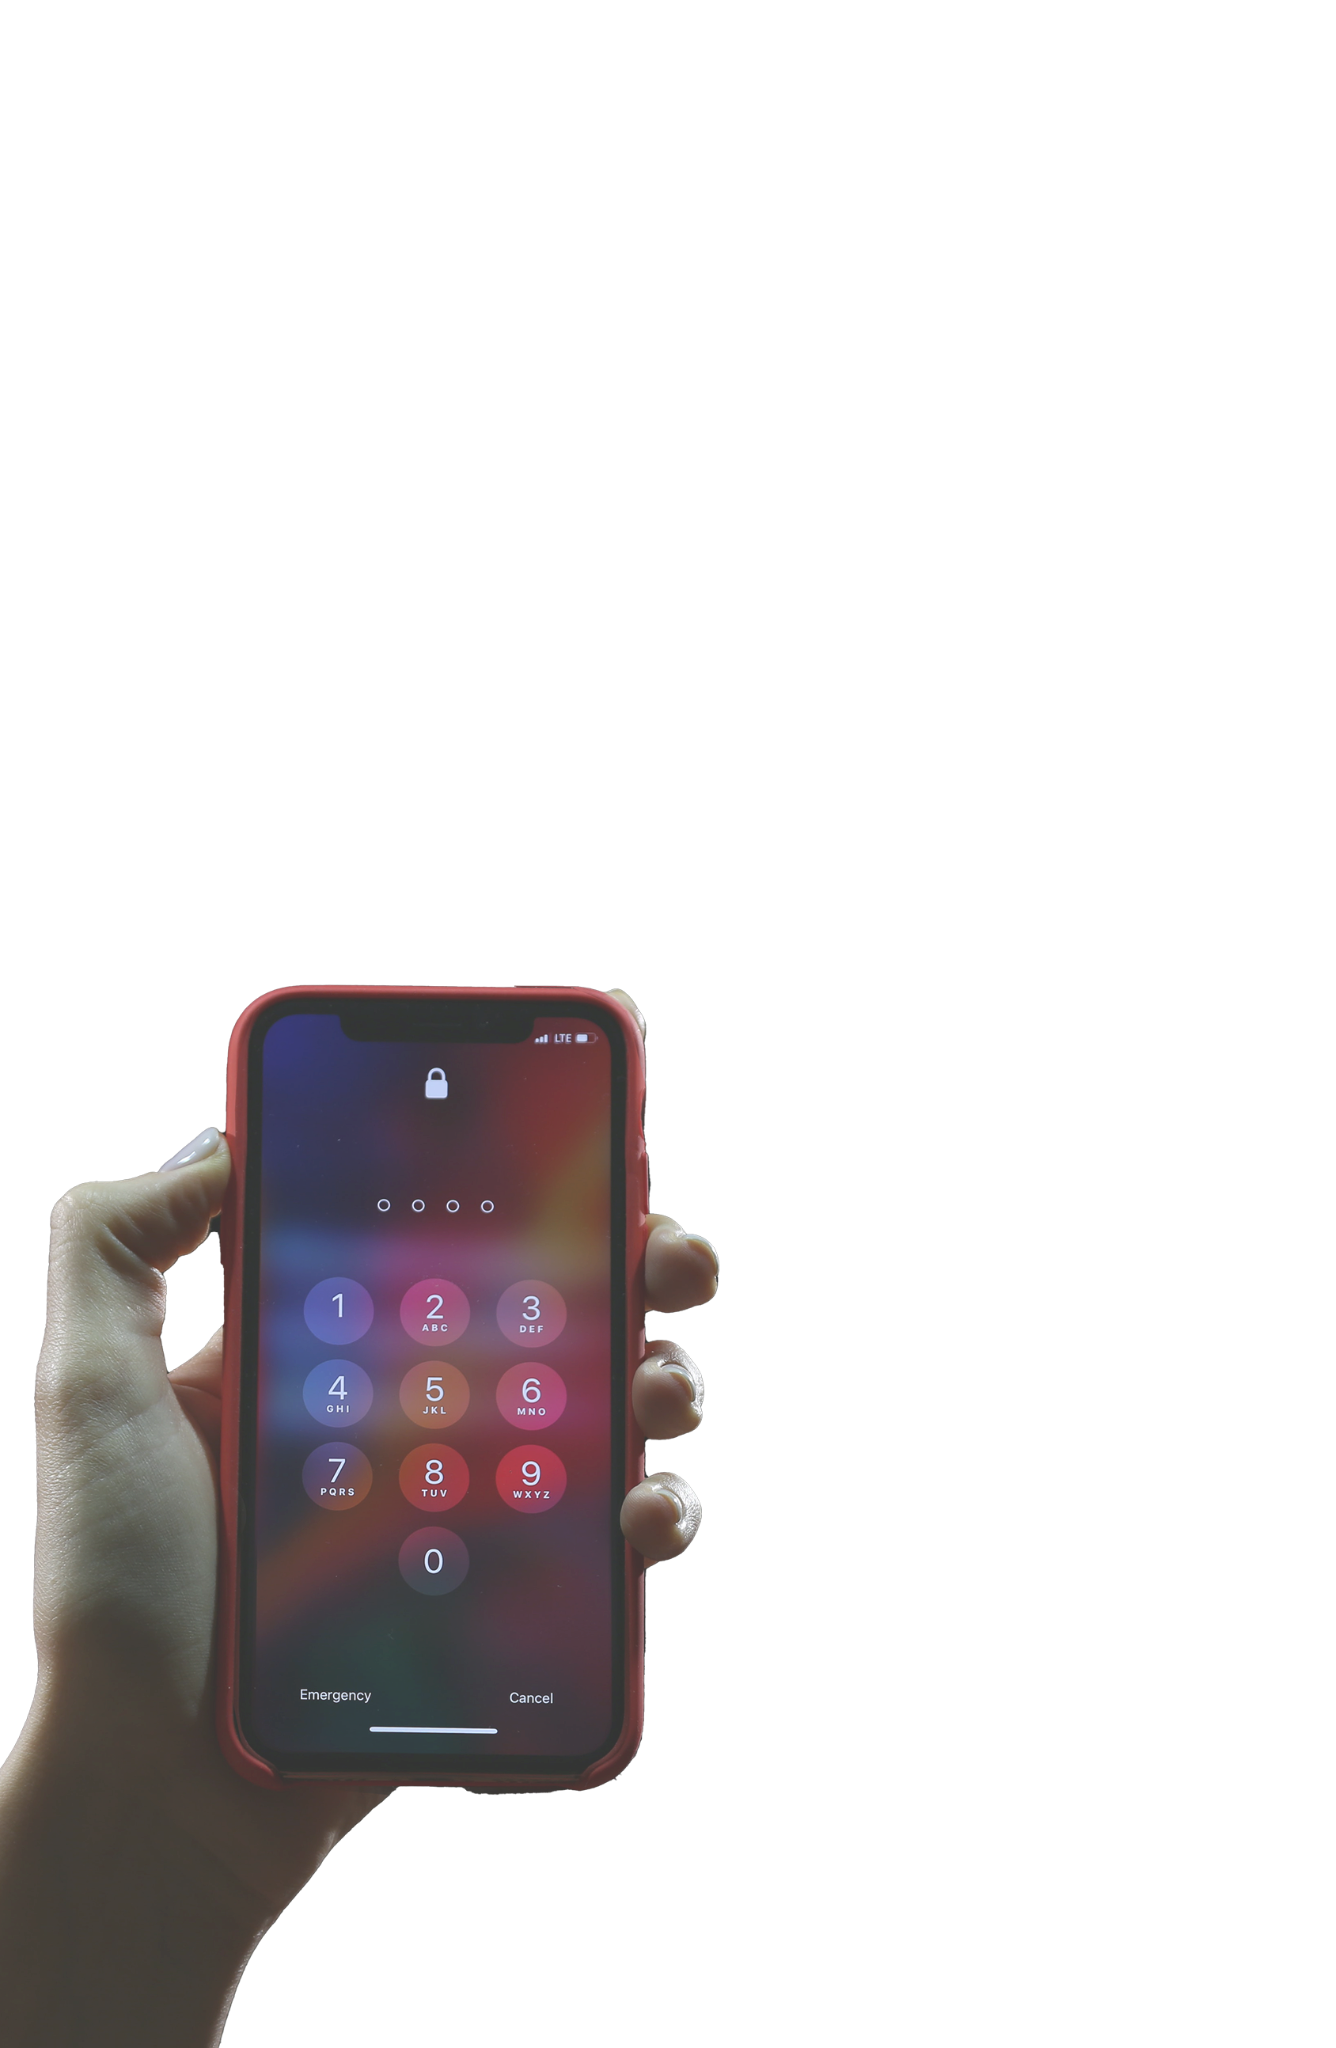 LTE
1 2 3
ABC DEF
4 5 6
GHI JKL MNO
7 8 9
PQRS TUV WXYZ
0
Emergency Cancel